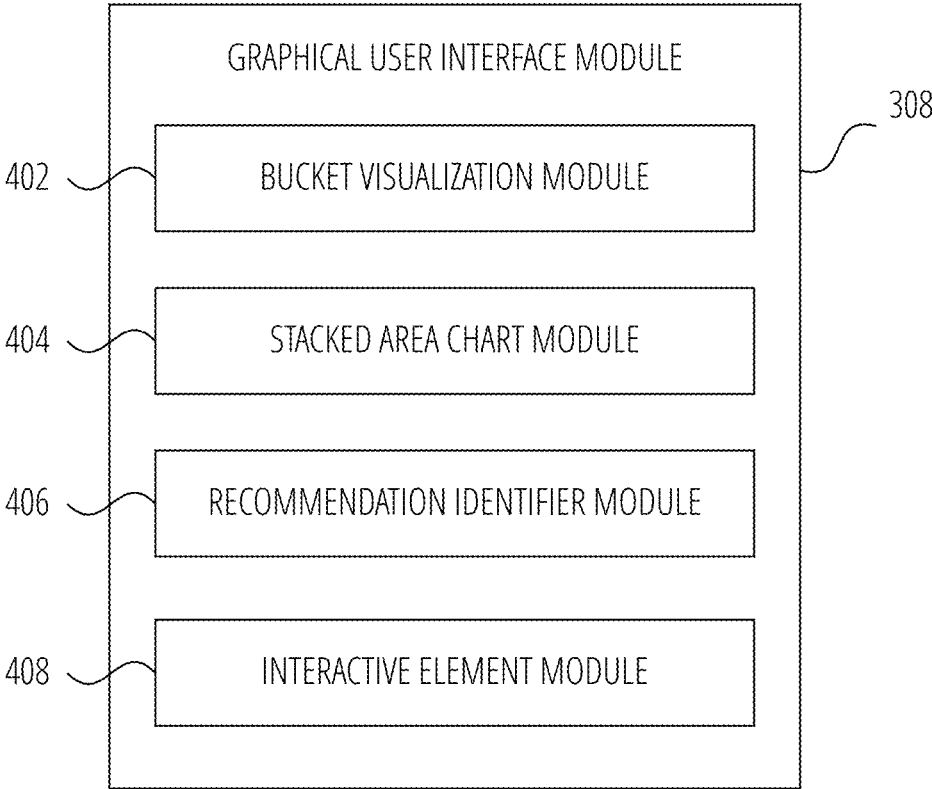 GRAPHICAL USER INTERFACE MODULE
308
402
BUCKET VISUALIZATION MODULE
404
STACKED AREA CHART MODULE
406
RECOMMENDATION IDENTIFIER MODULE
408
INTERACTIVE ELEMENT MODULE